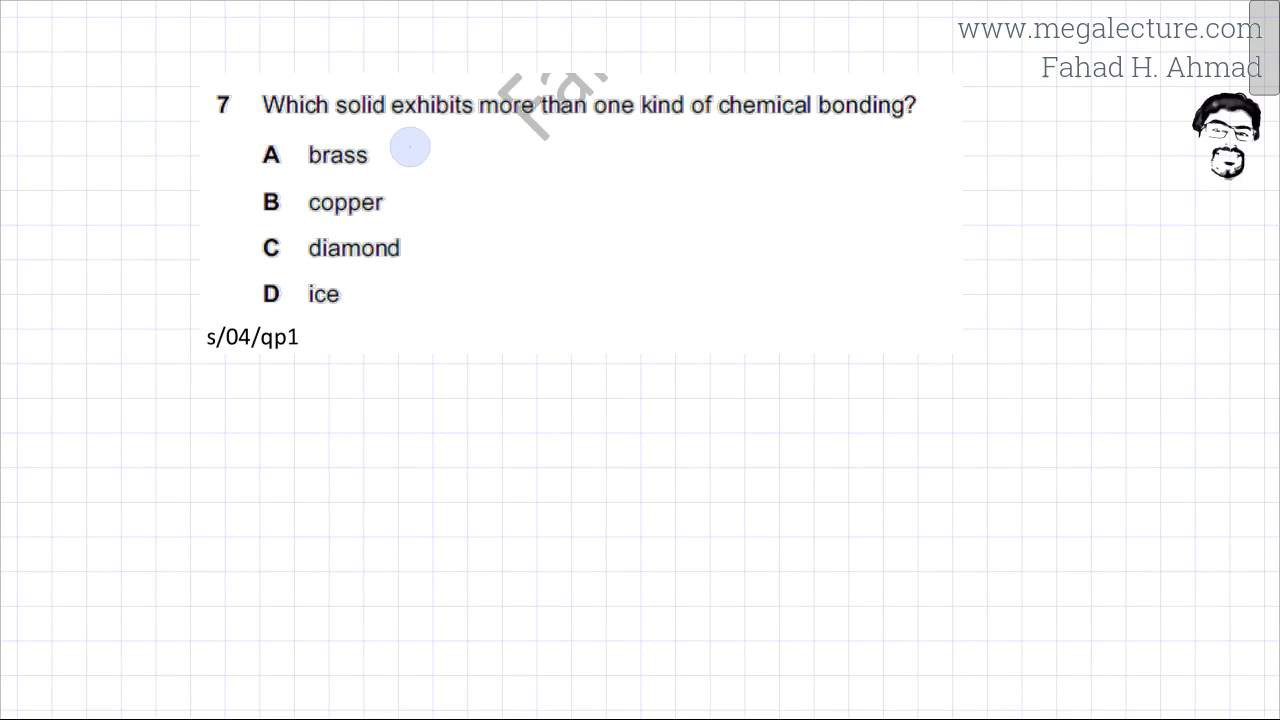 www.megalecture.com
Fahad H. Ahmad
7 Which solid exhibits more than one kind of chemical bonding?
A brass
B copper
C diamond
D ice
s/04/qp1